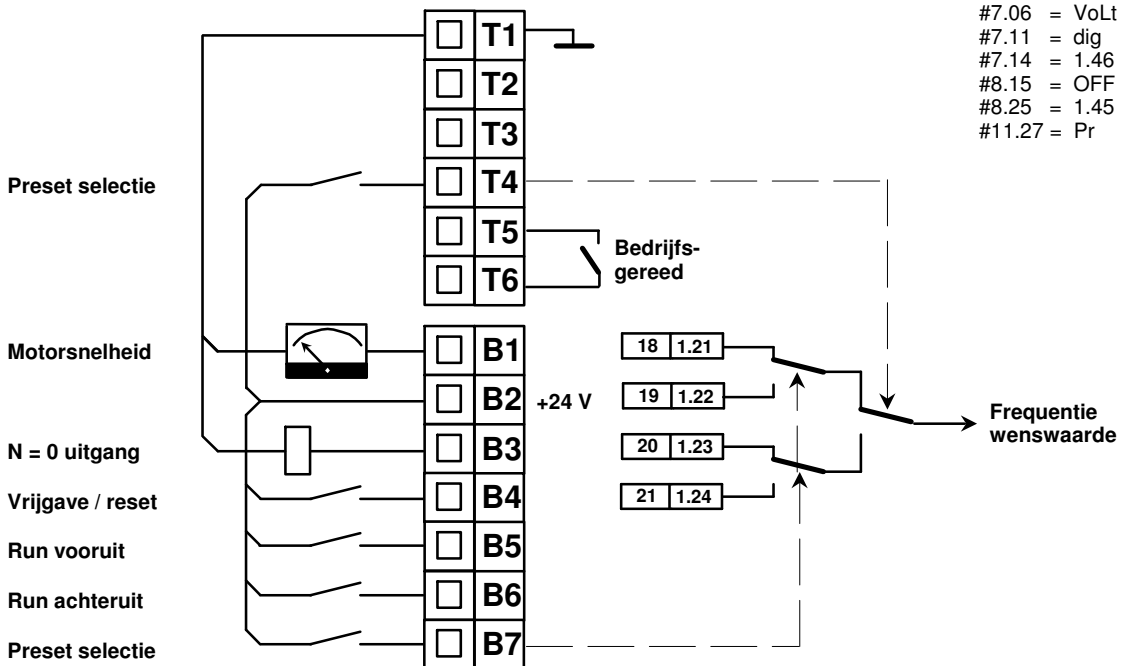 #7.06 = VoLt
#7.11 = dig
#7.14 = 1.46
#8.15 = OFF
#8.25 = 1.45
#11.27 = Pr
T1
T2
T3
Preset selectie
T4
T5
Bedrijfs-
gereed
T6
Motorsnelheid
B1
18 1.21
B2
+24 V
19 1.22
Frequentie
wenswaarde
N = 0 uitgang
B3
20 1.23
Vrijgave / reset
B4
21 1.24
Run vooruit
B5
Run achteruit
B6
Preset selectie
B7